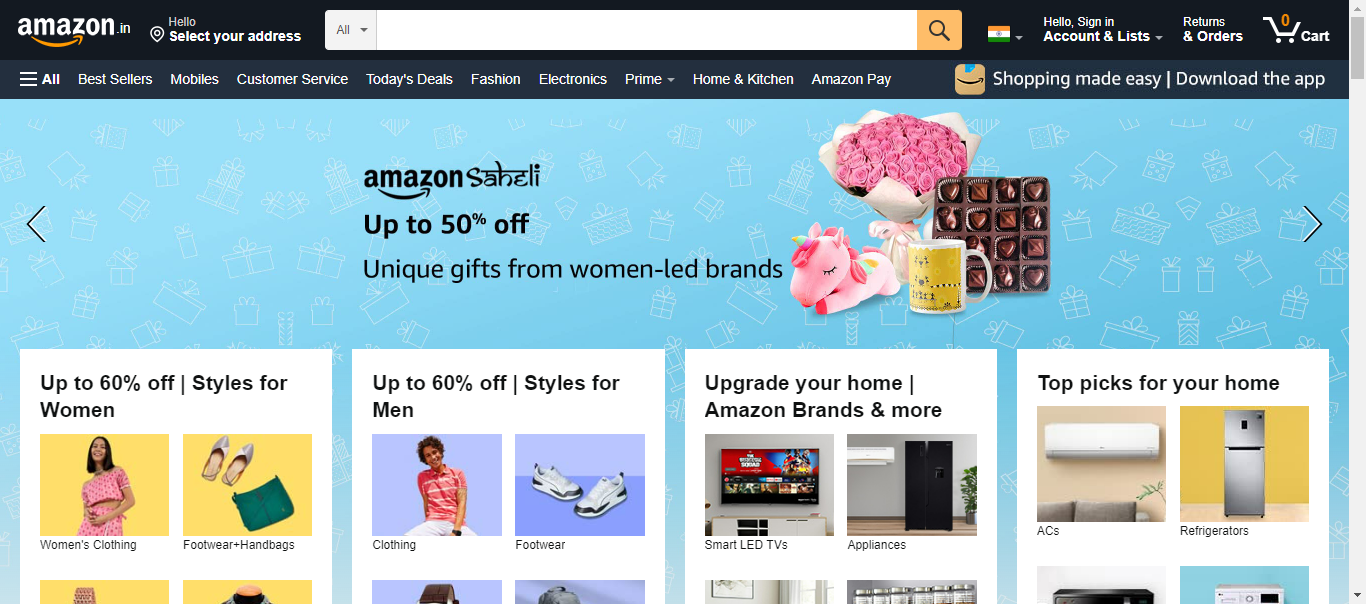 amazon.in
Hello
Select your address
All
Hello, Sign in
Account & Lists
Returns
& Orders
0
Cart
All Best Sellers Mobiles Customer Service Today's Deals Fashion Electronics Prime Home & Kitchen Amazon Pay
Shopping made easy | Download the app
amazon Saheli
Up to 50% off
Unique gifts from women-led brands
Up to 60% off | Styles for
Women
Women's Clothing
Footwear+Handbags
Up to 60% off | Styles for
Men
Clothing
Footwear
Upgrade your home |
Amazon Brands & more
Smart LED TVs
Appliances
Top picks for your home
ACs
Refrigerators